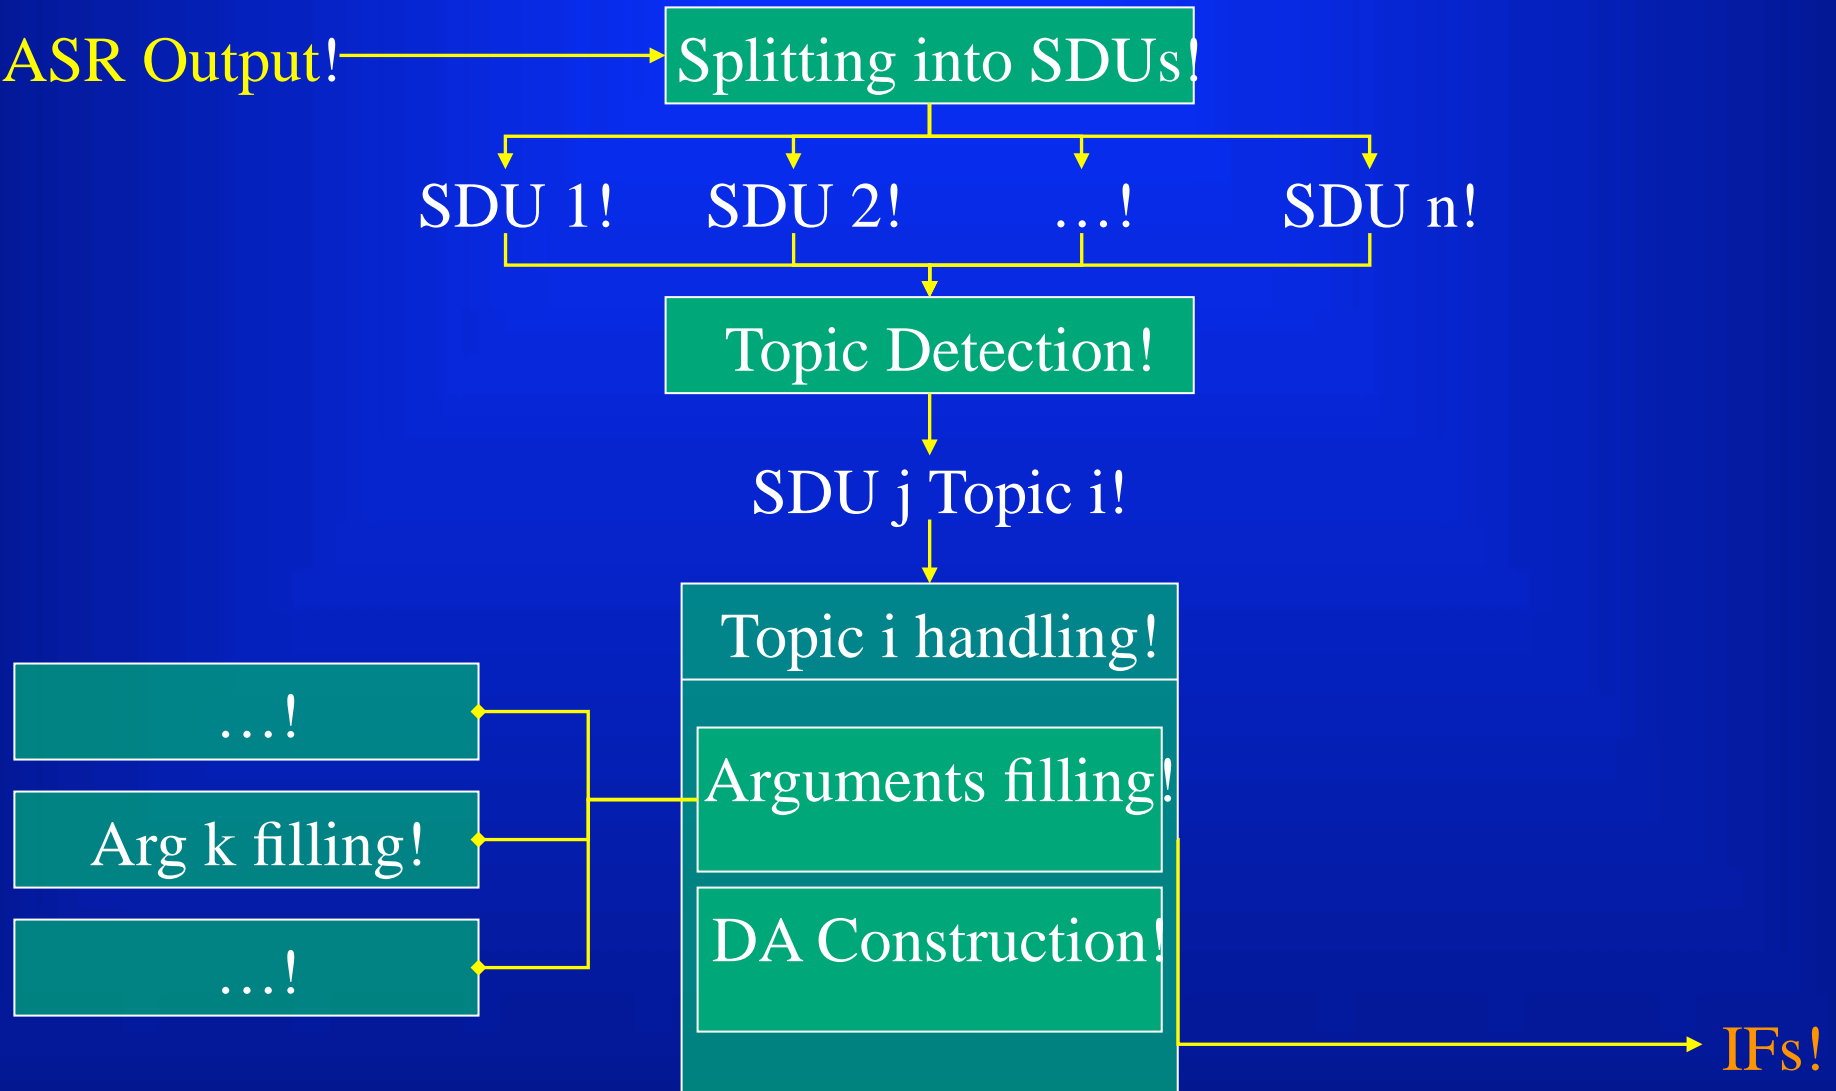 ASR Output!
Splitting into SDUs!
SDU 1!
SDU 2!
…!
SDU n!
Topic Detection!
SDU j Topic i!
Topic i handling!
…!
Arguments filling!
Arg k filling!
DA Construction!
…!
IFs!